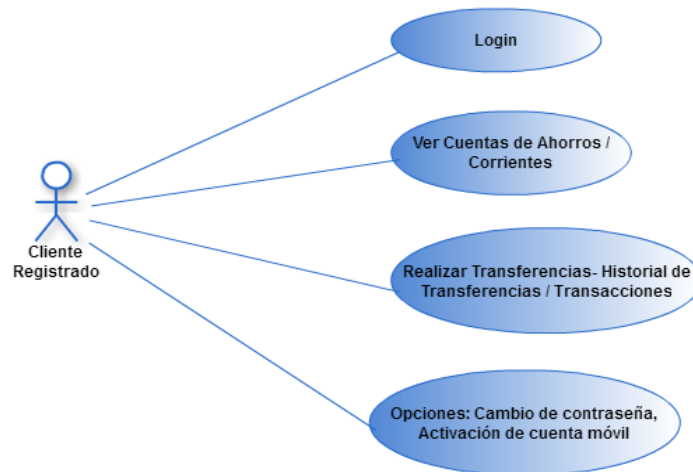 Login
Ver Cuentas de Ahorros /
Corrientes
Cliente
Registrado
Realizar Transferencias- Historial de
Transferencias / Transacciones
Opciones: Cambio de contraseña,
Activación de cuenta móvil